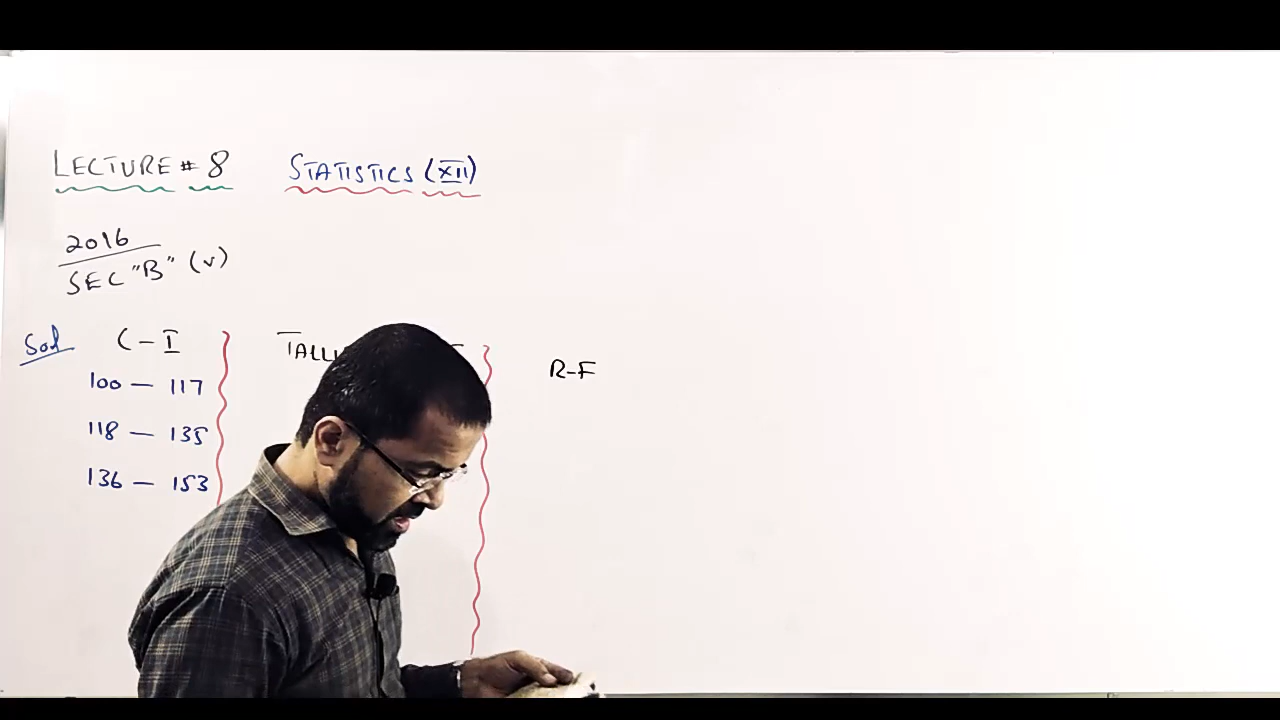 LECTURE # 8 STATISTICS (XII)
2016
SEC "B" (v)
Sol C - I R-F
100 — 117
118 — 135
136 — 153